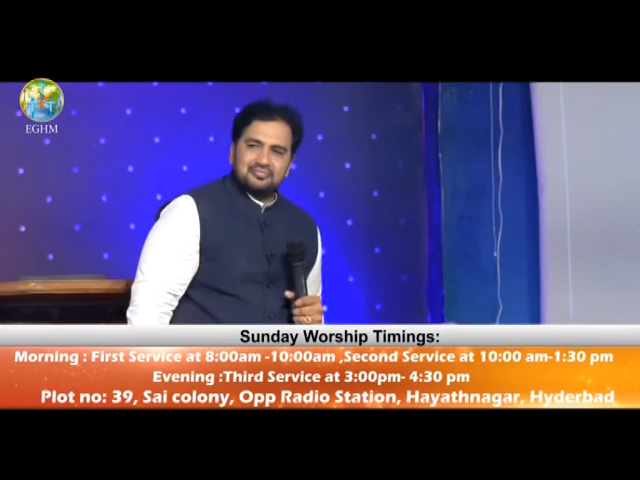 EGHM
Sunday Worship Timings:
Morning : First Service at 8:00am -10:00am ,Second Service at 10:00 am-1:30 pm
Evening :Third Service at 3:00pm- 4:30 pm
Plot no: 39, Sai colony, Opp Radio Station, Hayathnagar, Hyderbad